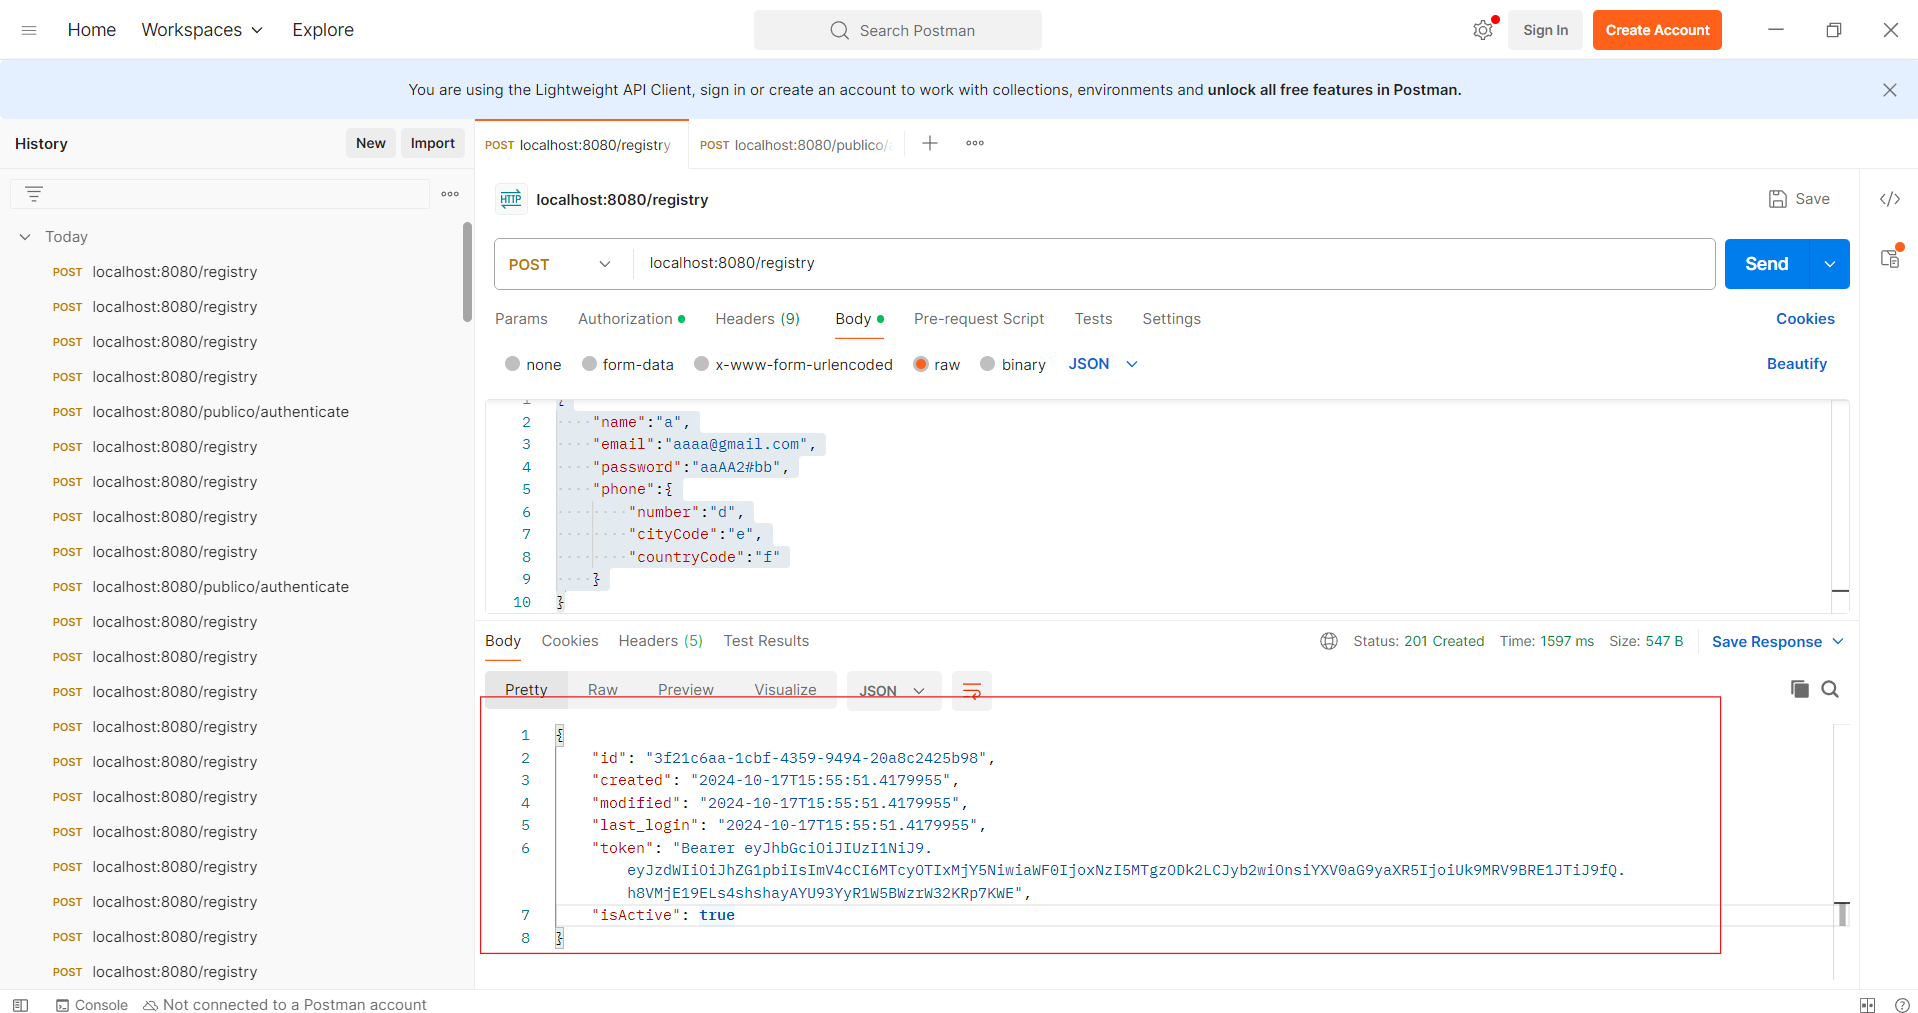 Home Workspaces Explore Search Postman Sign In Create Account
You are using the Lightweight API Client, sign in or create an account to work with collections, environments and unlock all free features in Postman.
History New Import
Today
POST localhost:8080/registry
POST localhost:8080/registry
POST localhost:8080/registry
POST localhost:8080/registry
POST localhost:8080/publico/authenticate
POST localhost:8080/registry
POST localhost:8080/registry
POST localhost:8080/registry
POST localhost:8080/registry
POST localhost:8080/publico/authenticate
POST localhost:8080/registry
POST localhost:8080/registry
POST localhost:8080/registry
POST localhost:8080/registry
POST localhost:8080/registry
POST localhost:8080/registry
POST localhost:8080/registry
POST localhost:8080/registry
POST localhost:8080/registry
POST localhost:8080/registry
POST localhost:8080/registry
POST localhost:8080/registry POST localhost:8080/publico/
HTTP localhost:8080/registry Save
POST localhost:8080/registry Send
Params Authorization Headers (9) Body Pre-request Script Tests Settings Cookies
none form-data x-www-form-urlencoded raw binary JSON Beautify
1 {
2 "name":"a",
3 "email":"aaaa@gmail.com",
4 "password":"aaAA2#bb",
5 "phone":{
6 "number":"d",
7 "cityCode":"e",
8 "countryCode":"f"
9 }
10 }
Body Cookies Headers (5) Test Results Status: 201 Created Time: 1597 ms Size: 547 B Save Response
Pretty Raw Preview Visualize JSON
1 {
2 "id": "3f21c6aa-1cbf-4359-9494-20a8c2425b98",
3 "created": "2024-10-17T15:55:51.4179955",
4 "modified": "2024-10-17T15:55:51.4179955",
5 "last_login": "2024-10-17T15:55:51.4179955",
6 "token": "Bearer eyJhbGciOiJIUzI1NiJ9.
eyJzdWIiOiJhZG1pbiIsImV4cCI6MTcyOTIxMjY5NiwiaWF0IjoxNzI5MTgzODk2LCJyb2wiOnsiYXV0aG9yaXR5IjoiUk9MRV9BRE1JTiJ9fQ.
h8VMjE19ELs4shshayAYU93YyR1W5BWzrW32KRp7KWE",
7 "isActive": true
8 }
Console Not connected to a Postman account